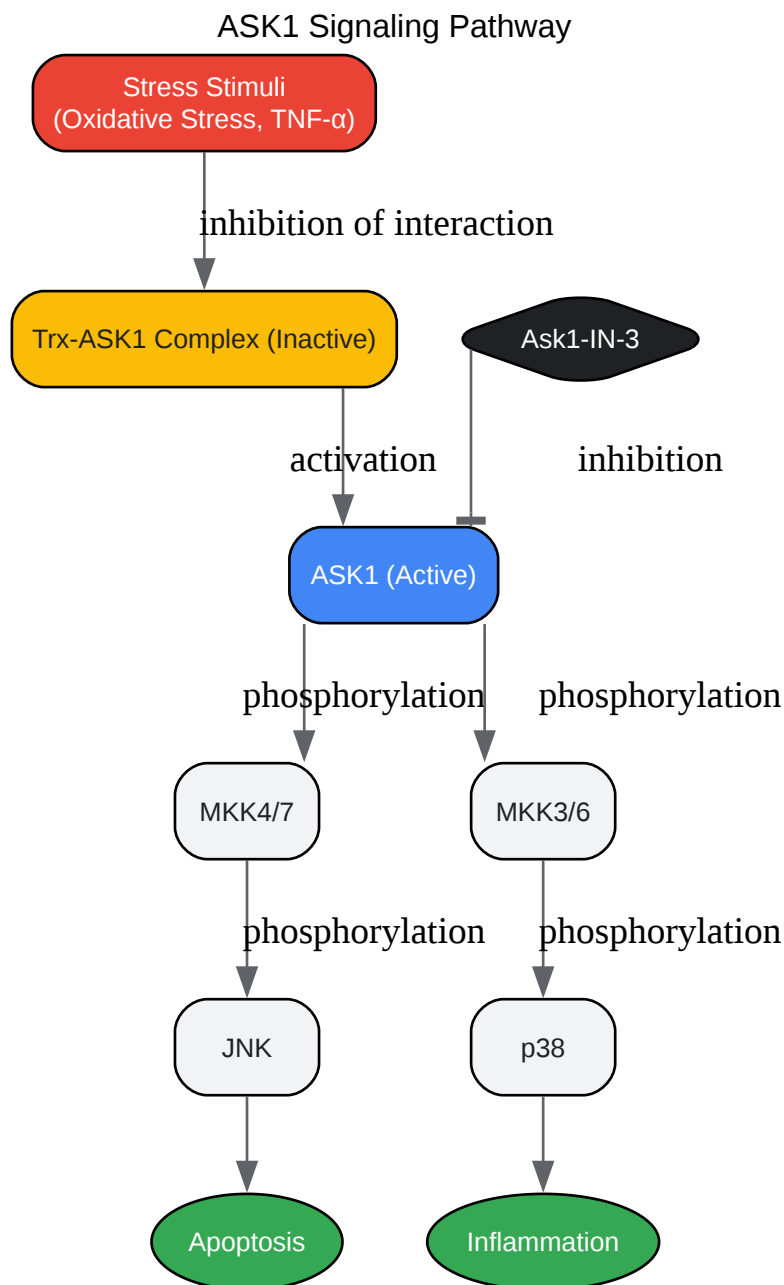 ASK1 Signaling Pathway
Stress Stimuli
(Oxidative Stress, TNF-α)
inhibition of interaction
Trx-ASK1 Complex (Inactive)
Ask1-IN-3
activation
inhibition
ASK1 (Active)
phosphorylation
phosphorylation
MKK4/7
MKK3/6
phosphorylation
phosphorylation
JNK
p38
Apoptosis
Inflammation